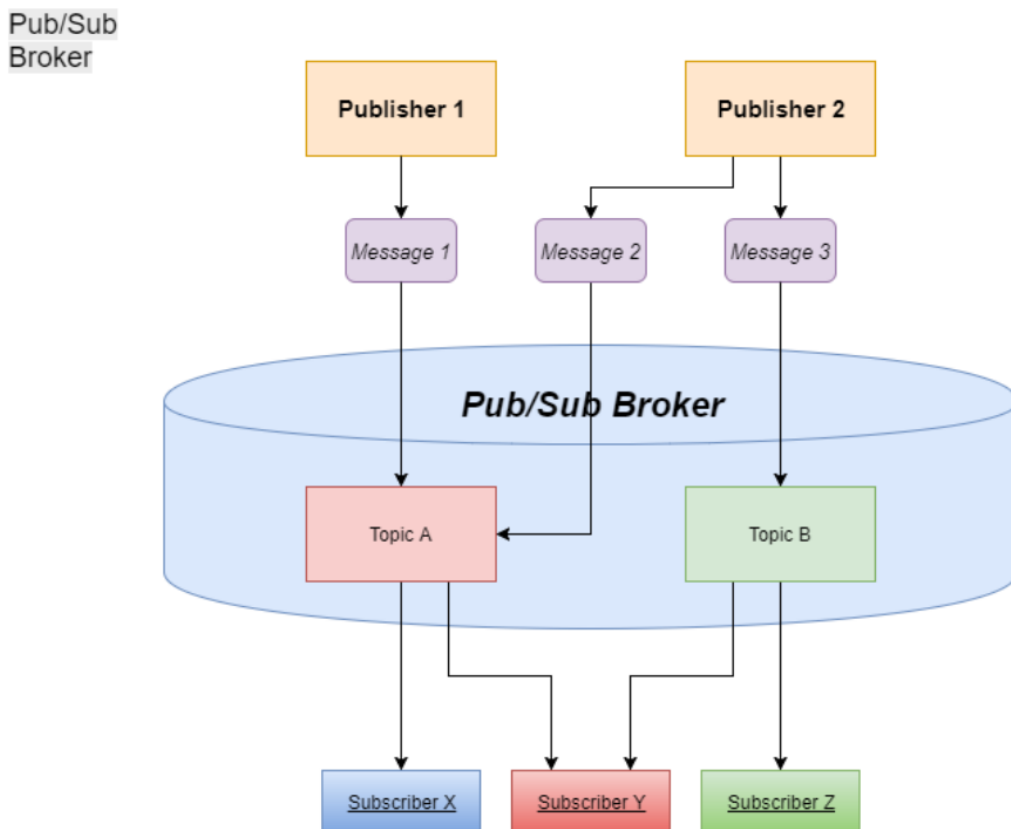 Pub/Sub
Broker
Publisher 1
Publisher 2
Message 1
Message 2
Message 3
Pub/Sub Broker
Topic A
Topic B
Subscriber X
Subscriber Y
Subscriber Z